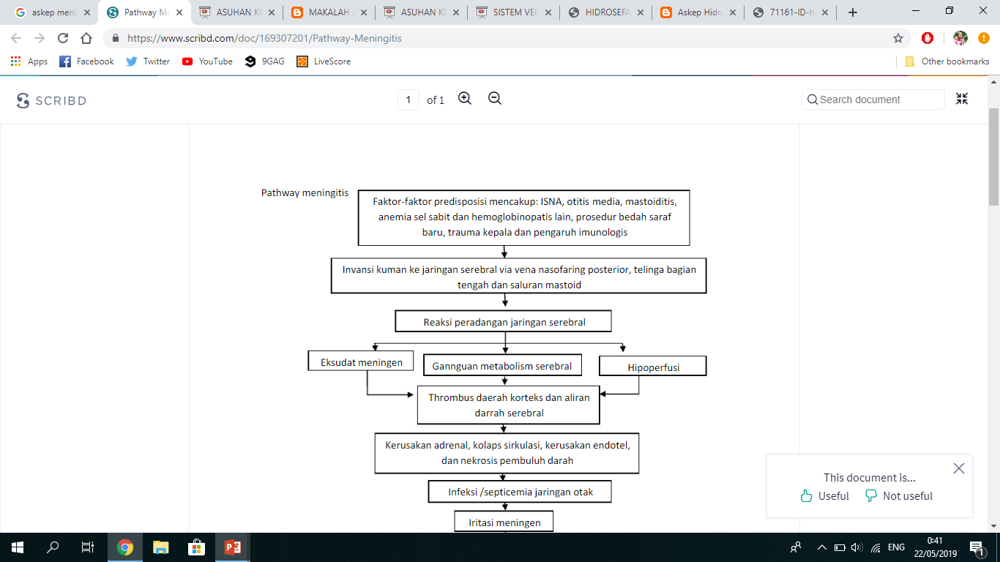 askep meni
Pathway Me
ASUHAN KE
MAKALAH A
ASUHAN KE
SISTEM VEN
HIDROSEFA
Askep Hidro
71161-ID-h
https://www.scribd.com/doc/169307201/Pathway-Meningitis
Apps
Facebook
Twitter
YouTube
9GAG
LiveScore
Other bookmarks
SCRIBD
1 of 1
Search document
Pathway meningitis
Faktor-faktor predisposisi mencakup: ISNA, otitis media, mastoiditis,
anemia sel sabit dan hemoglobinopatis lain, prosedur bedah saraf
baru, trauma kepala dan pengaruh imunologis
Invansi kuman ke jaringan serebral via vena nasofaring posterior, telinga bagian
tengah dan saluran mastoid
Reaksi peradangan jaringan serebral
Eksudat meningen
Gannguan metabolism serebral
Hipoperfusi
Thrombus daerah korteks dan aliran
darrah serebral
Kerusakan adrenal, kolaps sirkulasi, kerusakan endotel,
dan nekrosis pembuluh darah
Infeksi /septicemia jaringan otak
Iritasi meningen
This document is...
Useful
Not useful
ENG
0:41
22/05/2019
1